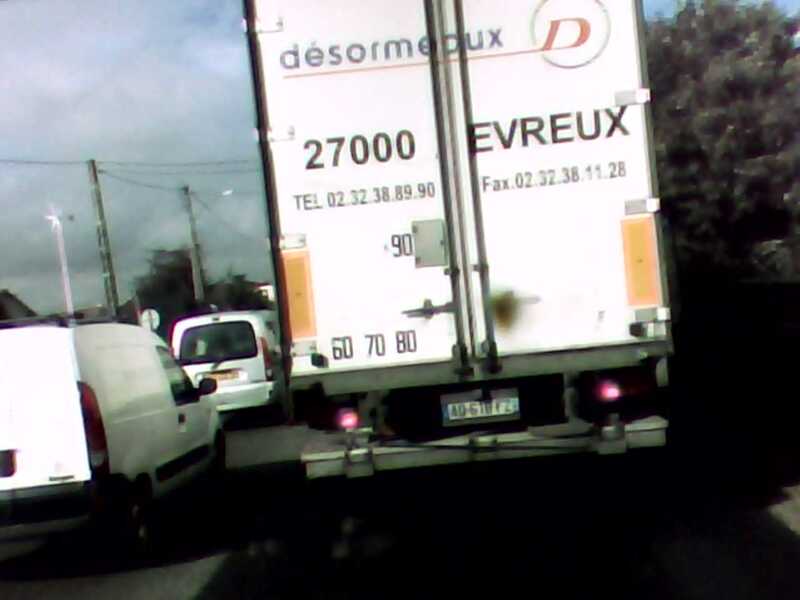 désormeaux D
27000 EVREUX
TEL 02.32.38.89.90 Fax.02.32.38.11.28
90
60 70 80